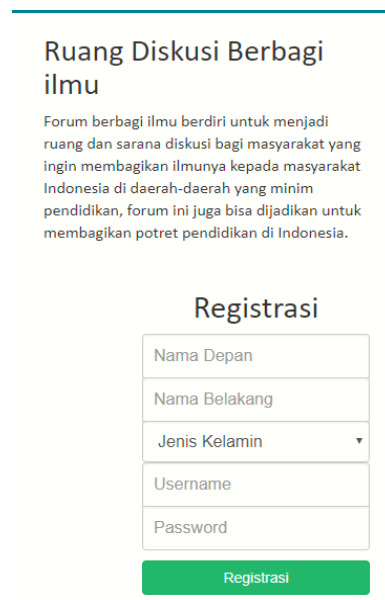 Ruang Diskusi Berbagi
ilmu
Forum berbagi ilmu berdiri untuk menjadi
ruang dan sarana diskusi bagi masyarakat yang
ingin membagikan ilmunya kepada masyarakat
Indonesia di daerah-daerah yang minim
pendidikan, forum ini juga bisa dijadikan untuk
membagikan potret pendidikan di Indonesia.
Registrasi
Nama Depan
Nama Belakang
Jenis Kelamin
Username
Password
Registrasi